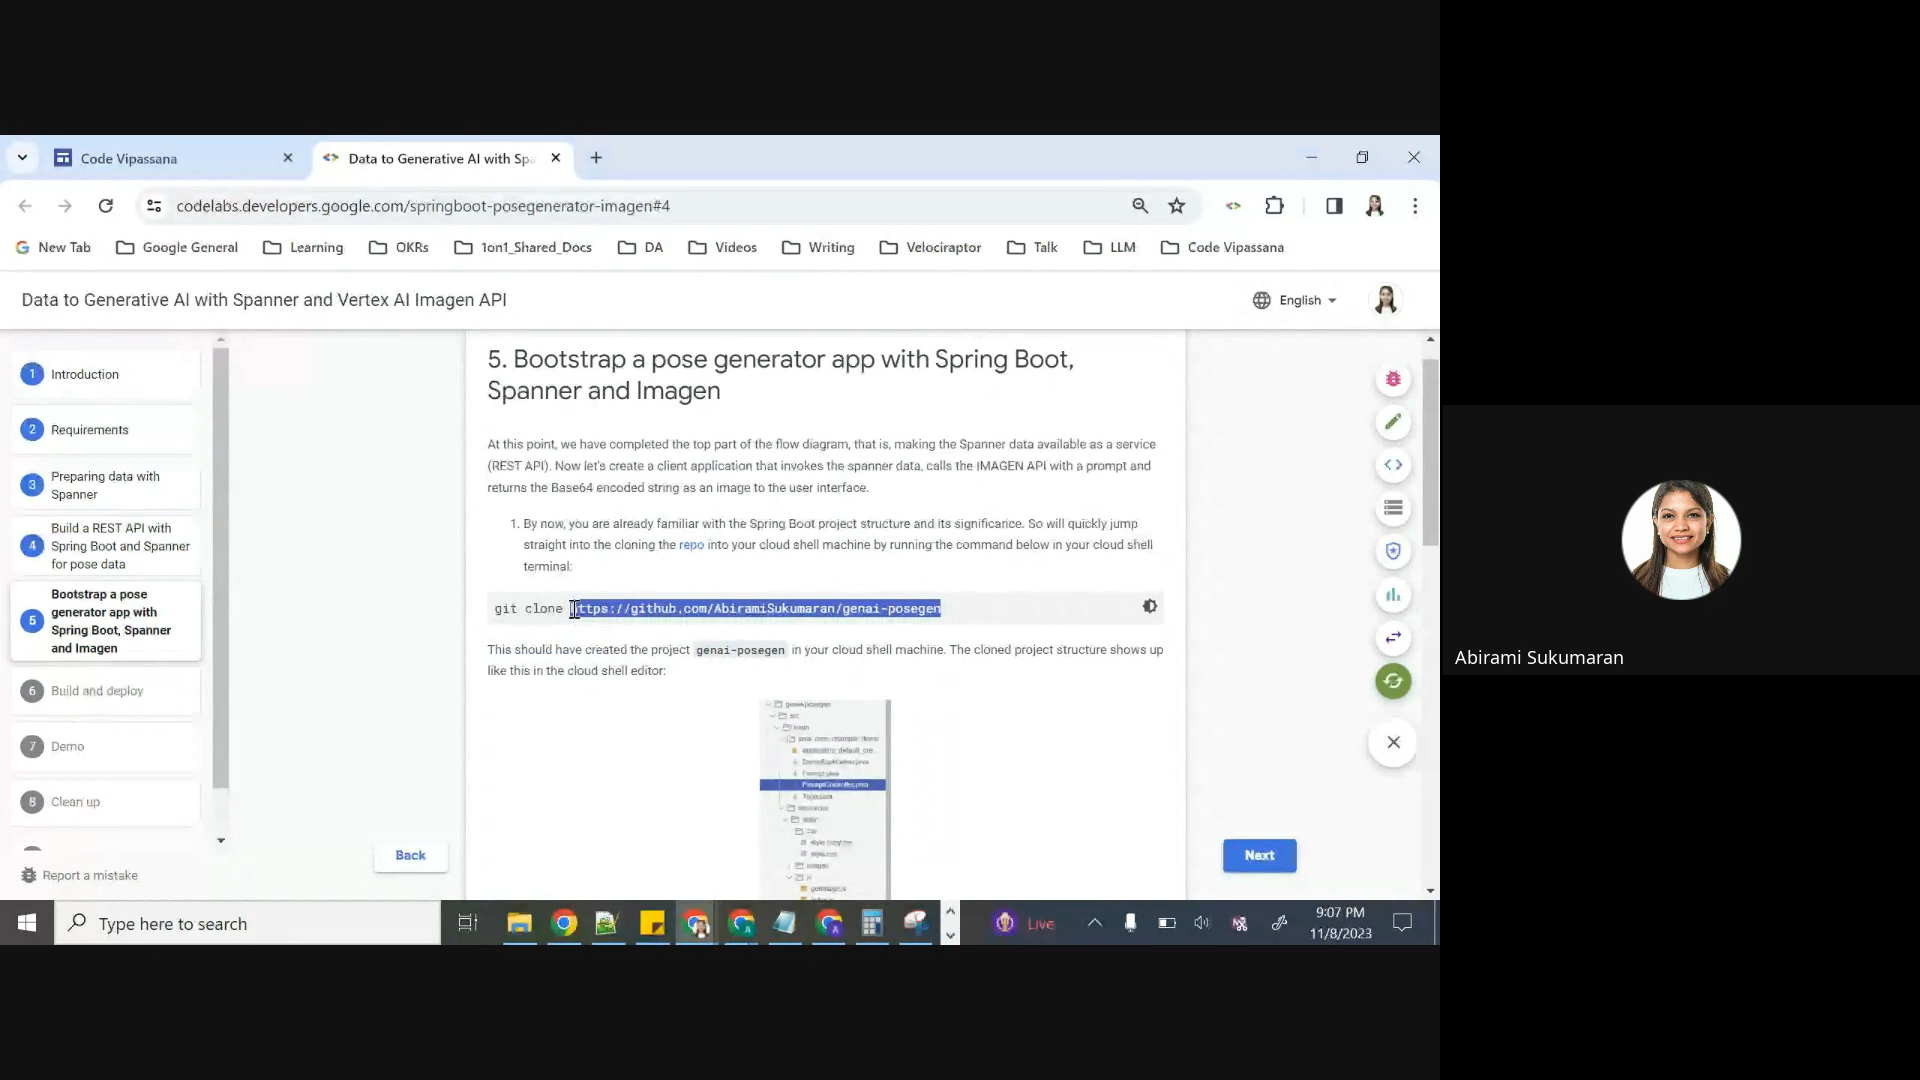 Code Vipassana
Data to Generative AI with Sp
codelabs.developers.google.com/springboot-posegenerator-imagen#4
New Tab
Google General
Learning
OKRs
1on1_Shared_Docs
DA
Videos
Writing
Velociraptor
Talk
LLM
Code Vipassana
Data to Generative AI with Spanner and Vertex AI Imagen API
English
1 Introduction
2 Requirements
3 Preparing data with
Spanner
4 Build a REST API with
Spring Boot and Spanner
for pose data
5 Bootstrap a pose
generator app with
Spring Boot, Spanner
and Imagen
6 Build and deploy
7 Demo
8 Clean up
Report a mistake
5. Bootstrap a pose generator app with Spring Boot,
Spanner and Imagen
At this point, we have completed the top part of the flow diagram, that is, making the Spanner data available as a service
(REST API). Now let's create a client application that invokes the spanner data, calls the IMAGEN API with a prompt and
returns the Base64 encoded string as an image to the user interface.
1. By now, you are already familiar with the Spring Boot project structure and its significance. So will quickly jump
straight into the cloning the repo into your cloud shell machine by running the command below in your cloud shell
terminal:
git clone https://github.com/AbiramiSukumaran/genai-posegen
This should have created the project genai-posegen in your cloud shell machine. The cloned project structure shows up
like this in the cloud shell editor:
src
PromptController.java
Back
Next
Type here to search
Live
9:07 PM
11/8/2023
Abirami Sukumaran